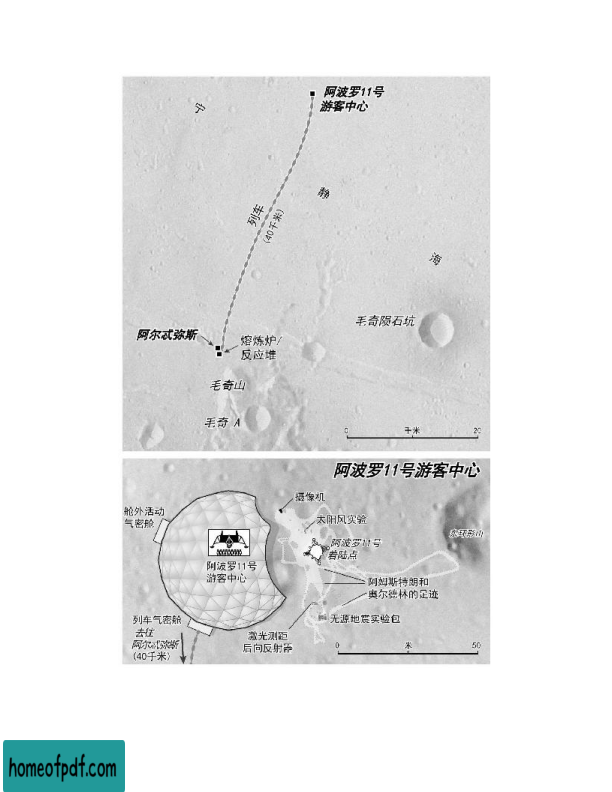 阿波罗11号
游客中心
宁
静
海
列车
(40千米)
毛奇陨石坑
阿尔忒弥斯
熔炼炉/
反应堆
毛奇山
毛奇 A
0 千米 20
阿波罗11号游客中心
舱外活动
气密舱
摄像机
太阳风实验
阿波罗11号
着陆点
阿波罗11号
游客中心
阿姆斯特朗和
奥尔德林的足迹
无源地震实验包
列车气密舱
去往
阿尔忒弥斯
(40千米)
激光测距
后向反射器
0 米 50
homeofpdf.com